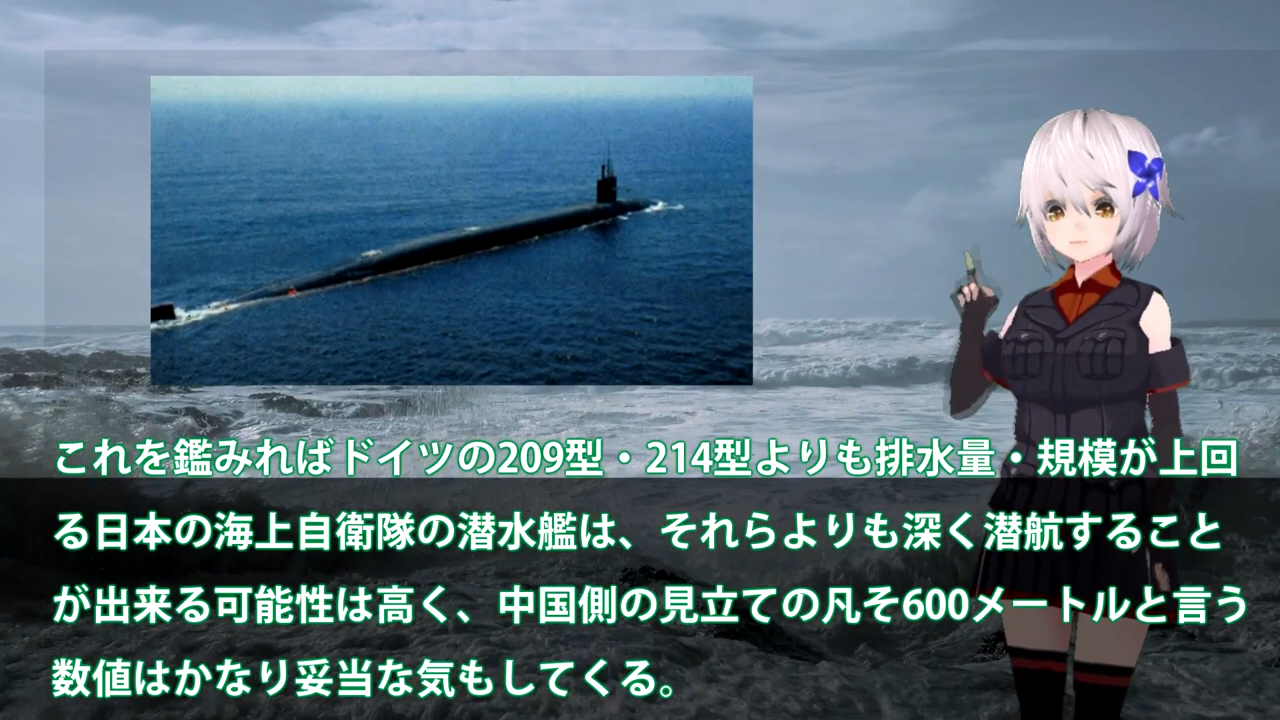 これを鑑みればドイツの209型・214型よりも排水量・規模が上回
る日本の海上自衛隊の潜水艦は、それらよりも深く潜航すること
が出来る可能性は高く、中国側の見立ての凡そ600メートルと言う
数値はかなり妥当な気もしてくる。